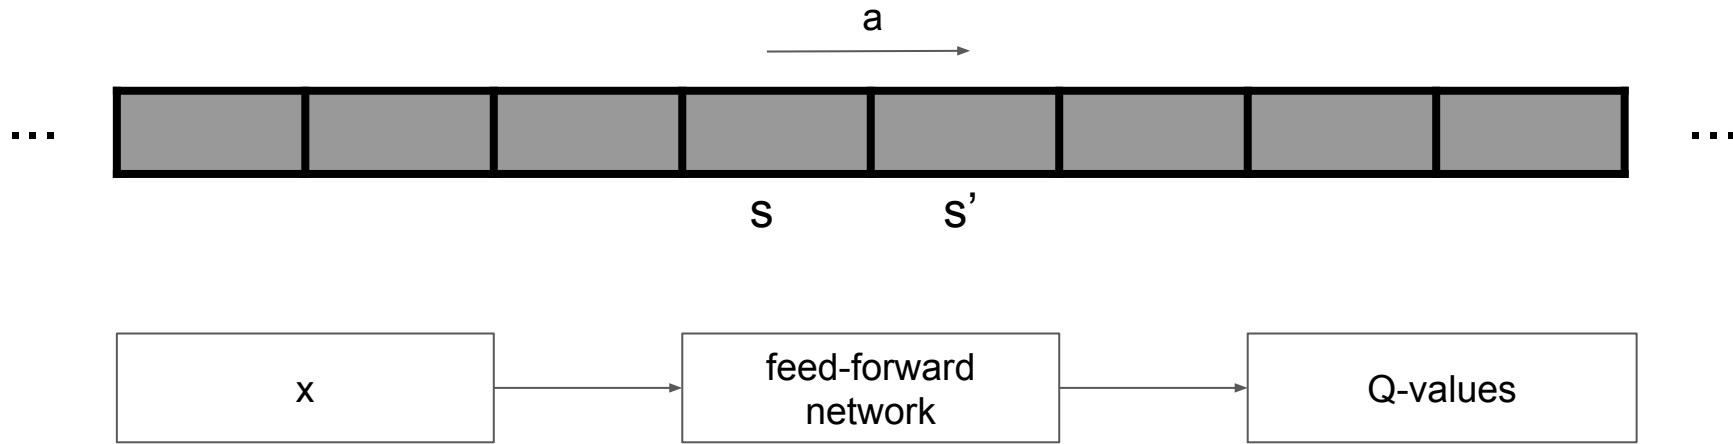 a
... ...
s s’
x
feed-forward
network
Q-values